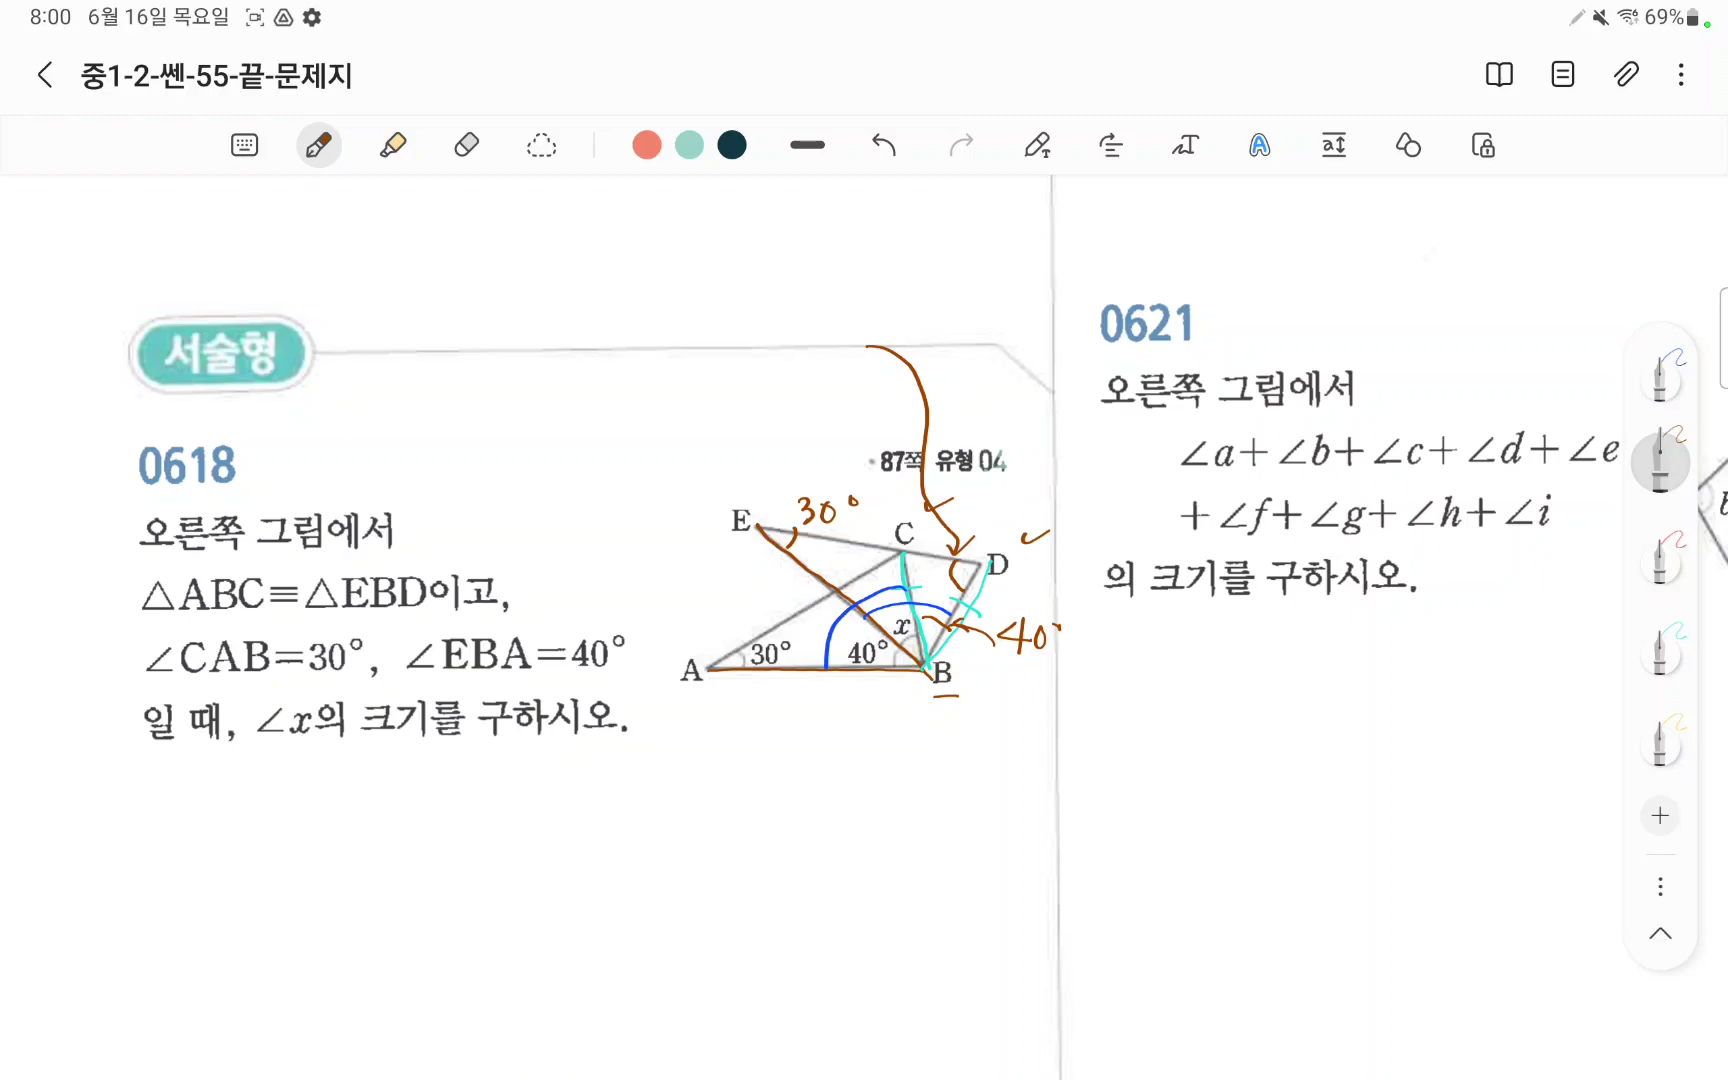 8:00 6월 16일 목요일
69%
중1-2-쎈-55-끝-문제지
서술형
0618
87쪽 유형 04
오른쪽 그림에서
△ABC≡△EBD이고,
∠CAB=30°, ∠EBA=40°
일 때, ∠x의 크기를 구하시오.
E
30°
C
D
x
40°
A
30°
40°
B
0621
오른쪽 그림에서
∠a+∠b+∠c+∠d+∠e
+∠f+∠g+∠h+∠i
의 크기를 구하시오.
b